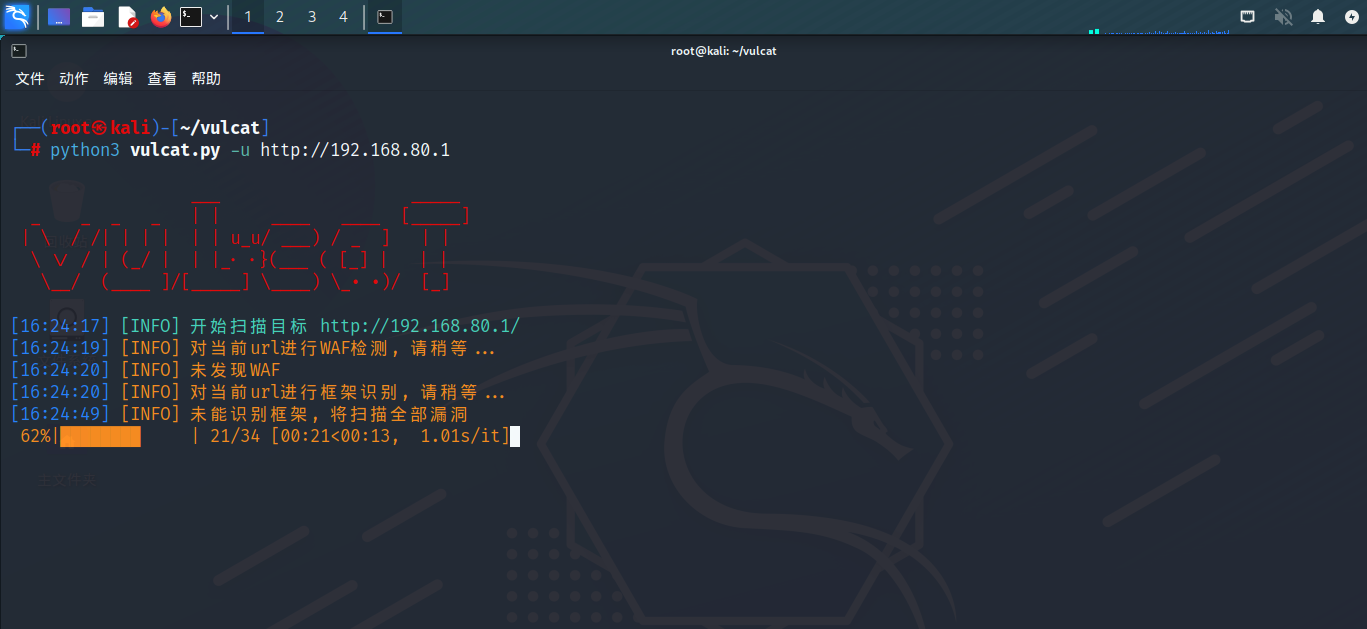 1 2 3 4
root@kali: ~/vulcat
文件 动作 编辑 查看 帮助
┌──(root㉿kali)-[~/vulcat]
└─# python3 vulcat.py -u http://192.168.80.1
[16:24:17] [INFO] 开始扫描目标 http://192.168.80.1/
[16:24:19] [INFO] 对当前url进行WAF检测, 请稍等...
[16:24:20] [INFO] 未发现WAF
[16:24:20] [INFO] 对当前url进行框架识别, 请稍等...
[16:24:49] [INFO] 未能识别框架, 将扫描全部漏洞
62%|████████     | 21/34 [00:21<00:13,  1.01s/it]
主文件夹